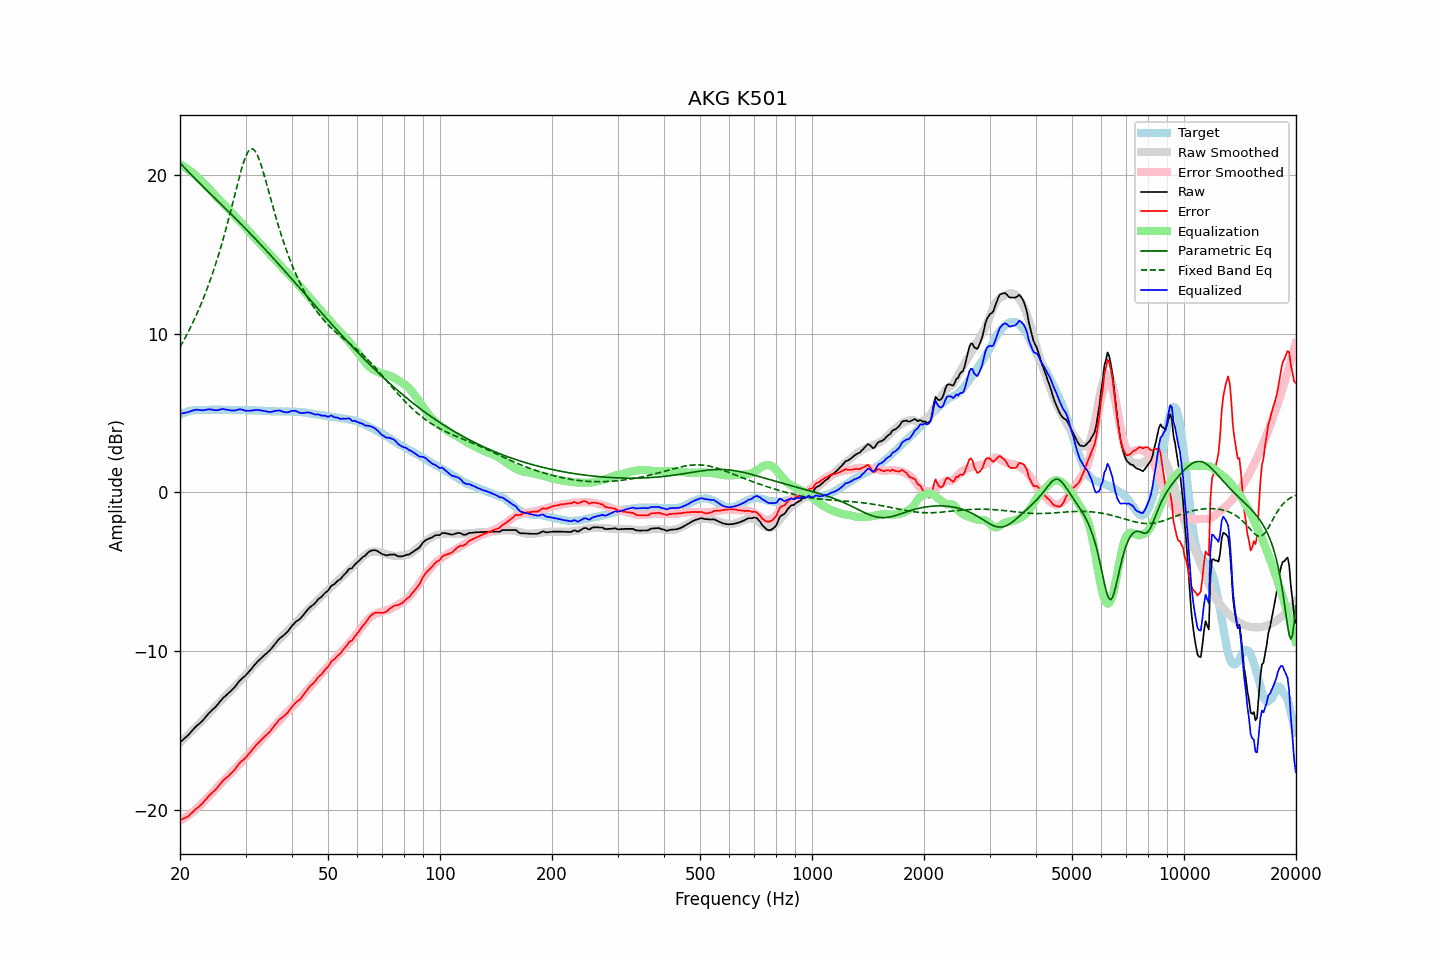 AKG K501
Amplitude (dBr)
20
10
0
−10
−20
20
50
100
200
500
1000
2000
5000
10000
20000
Frequency (Hz)
Target
Raw Smoothed
Error Smoothed
Raw
Error
Equalization
Parametric Eq
Fixed Band Eq
Equalized